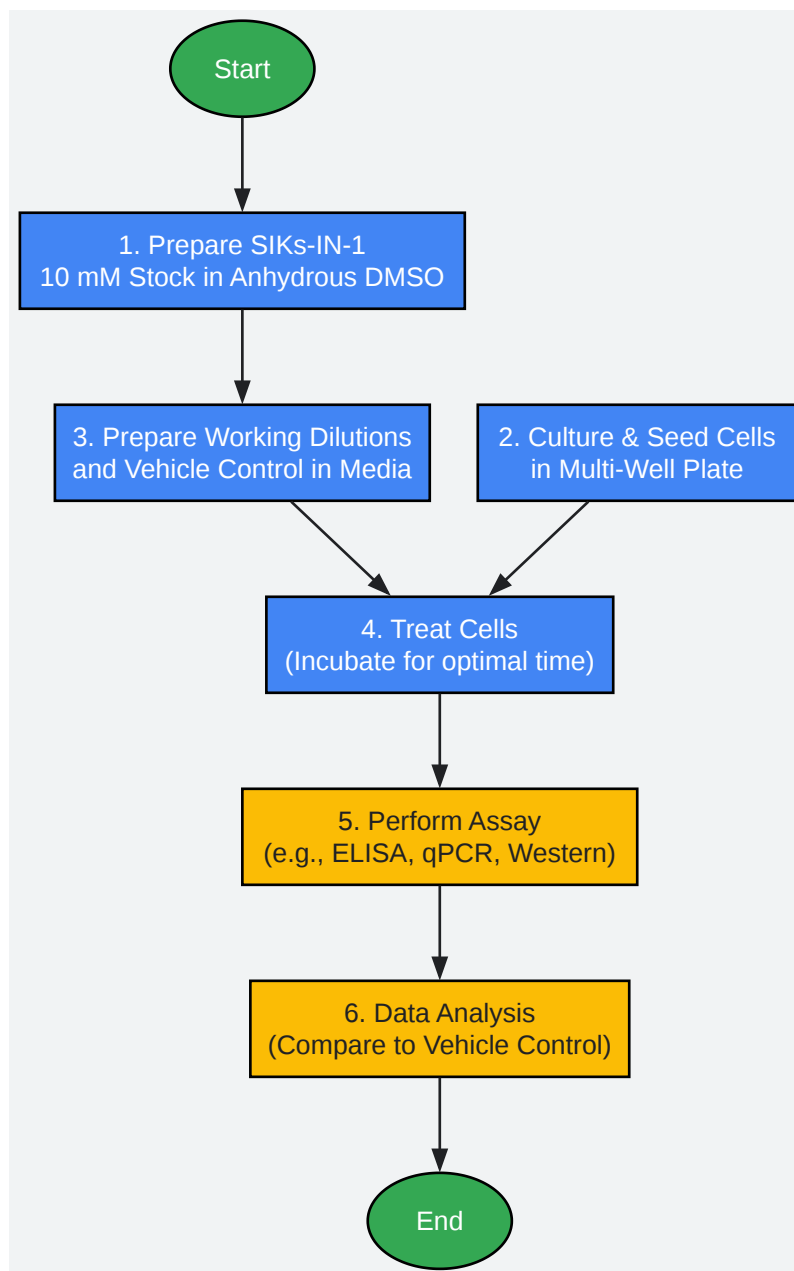 Start
1. Prepare SIKs-IN-1
10 mM Stock in Anhydrous DMSO
3. Prepare Working Dilutions
and Vehicle Control in Media
2. Culture & Seed Cells
in Multi-Well Plate
4. Treat Cells
(Incubate for optimal time)
5. Perform Assay
(e.g., ELISA, qPCR, Western)
6. Data Analysis
(Compare to Vehicle Control)
End